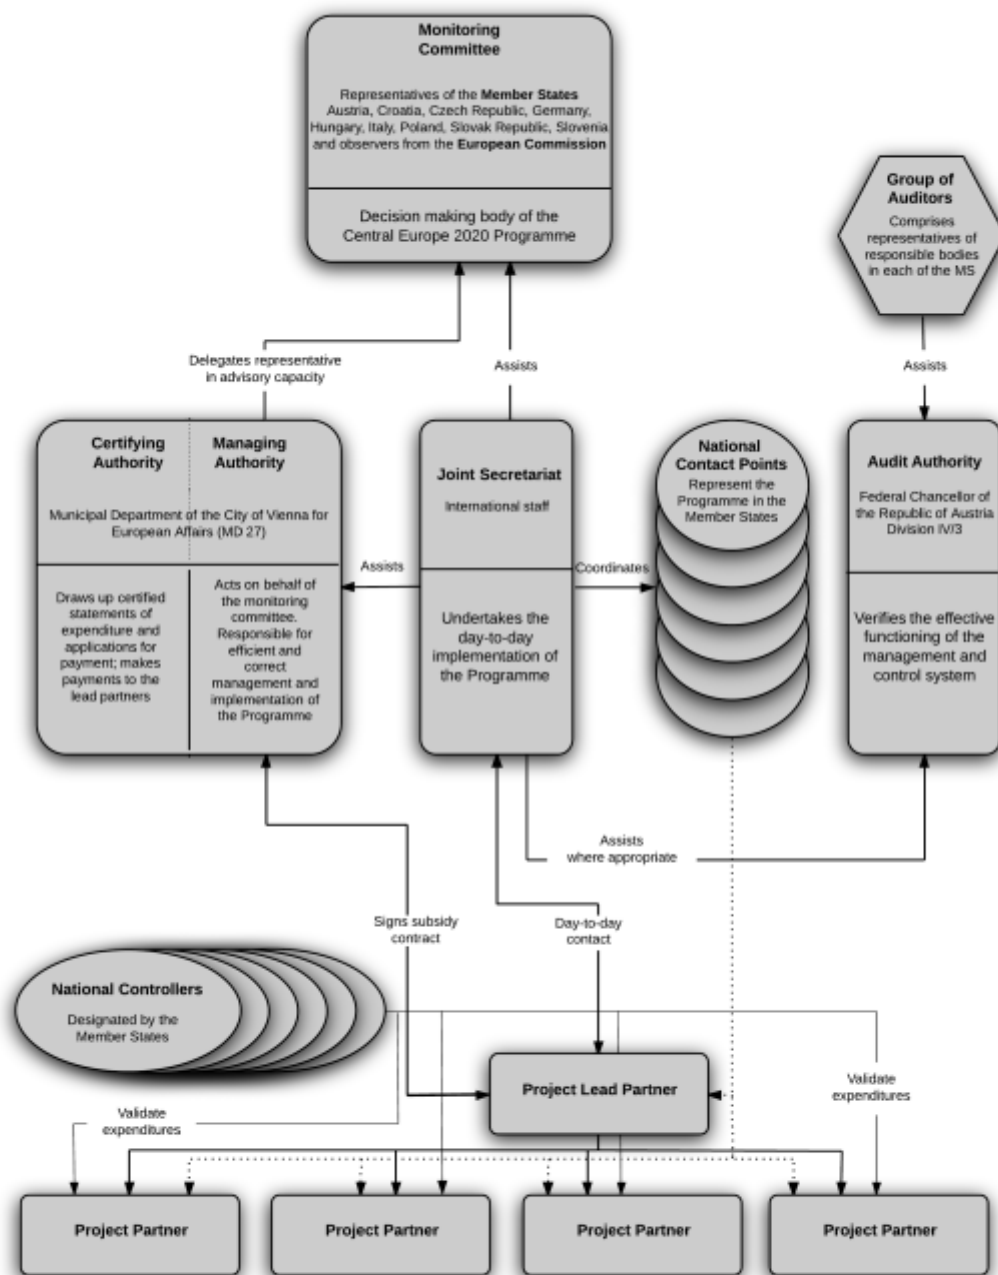 Monitoring
Committee
Representatives of the Member States
Austria, Croatia, Czech Republic, Germany,
Hungary, Italy, Poland, Slovak Republic, Slovenia
and observers from the European Commission
Decision making body of the
Central Europe 2020 Programme
Group of
Auditors
Comprises
representatives of
responsible bodies
in each of the MS
Delegates representative
in advisory capacity
Assists
Assists
Certifying
Authority
Managing
Authority
Municipal Department of the City of Vienna for
European Affairs (MD 27)
Draws up certified
statements of
expenditure and
applications for
payment; makes
payments to the
lead partners
Acts on behalf of
the monitoring
committee.
Responsible for
efficient and
correct
management and
implementation of
the Programme
Assists
Joint Secretariat
International staff
Undertakes the
day-to-day
implementation of
the Programme
Coordinates
National
Contact Points
Represent the
Programme in the
Member States
Audit Authority
Federal Chancellor of
the Republic of Austria
Division IV/3
Verifies the effective
functioning of the
management and
control system
Assists
where appropriate
Signs subsidy
contract
Day-to-day
contact
National Controllers
Designated by the
Member States
Project Lead Partner
Validate
expenditures
Validate
expenditures
Project Partner
Project Partner
Project Partner
Project Partner